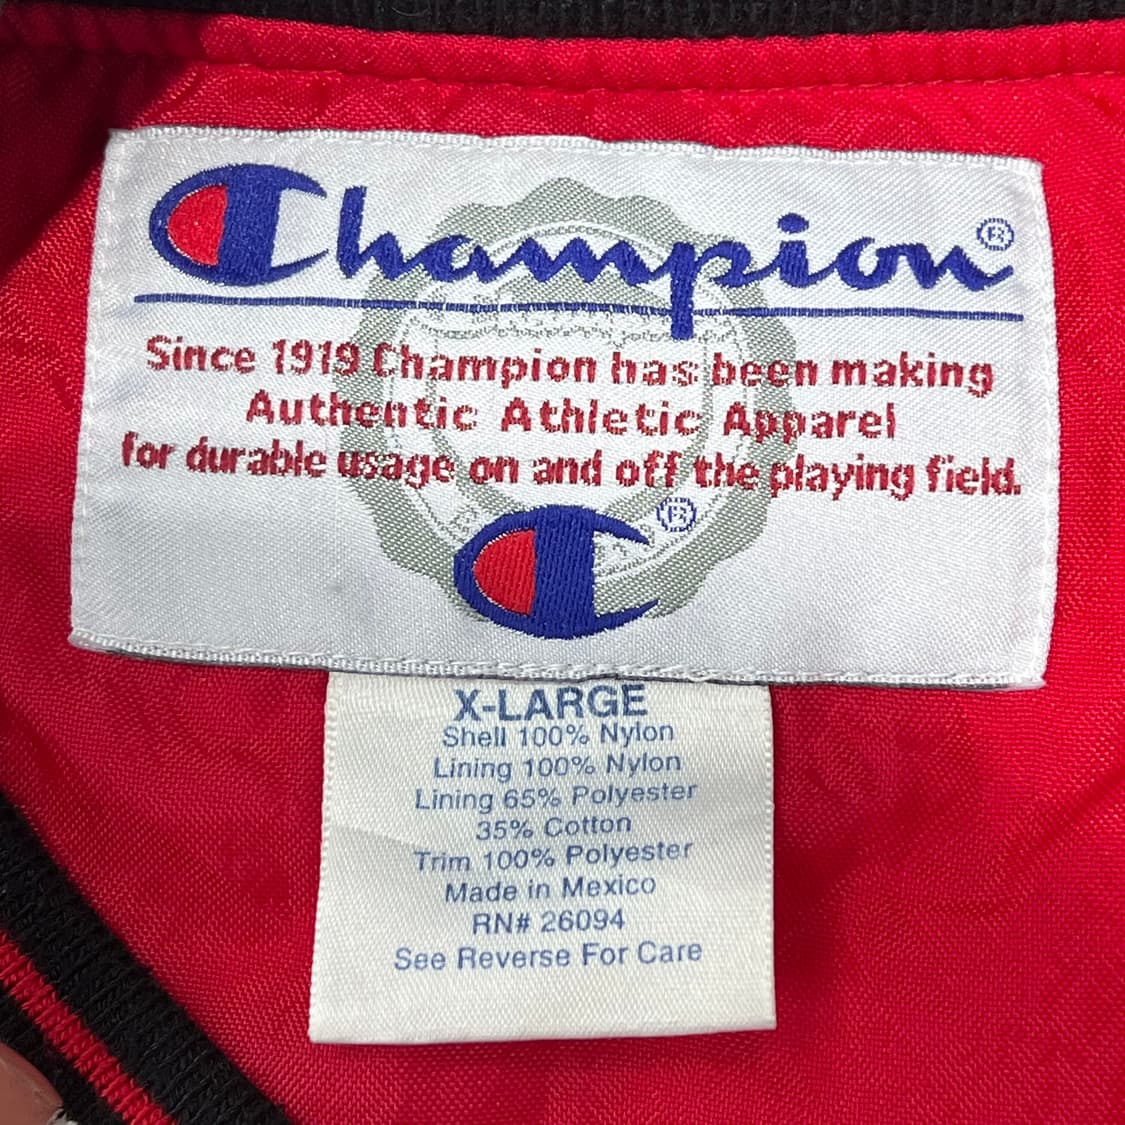 Champion®
Since 1919 Champion has been making
Authentic Athletic Apparel
for durable usage on and off the playing field.
®
X-LARGE
Shell 100% Nylon
Lining 100% Nylon
Lining 65% Polyester
35% Cotton
Trim 100% Polyester
Made in Mexico
RN# 26094
See Reverse For Care